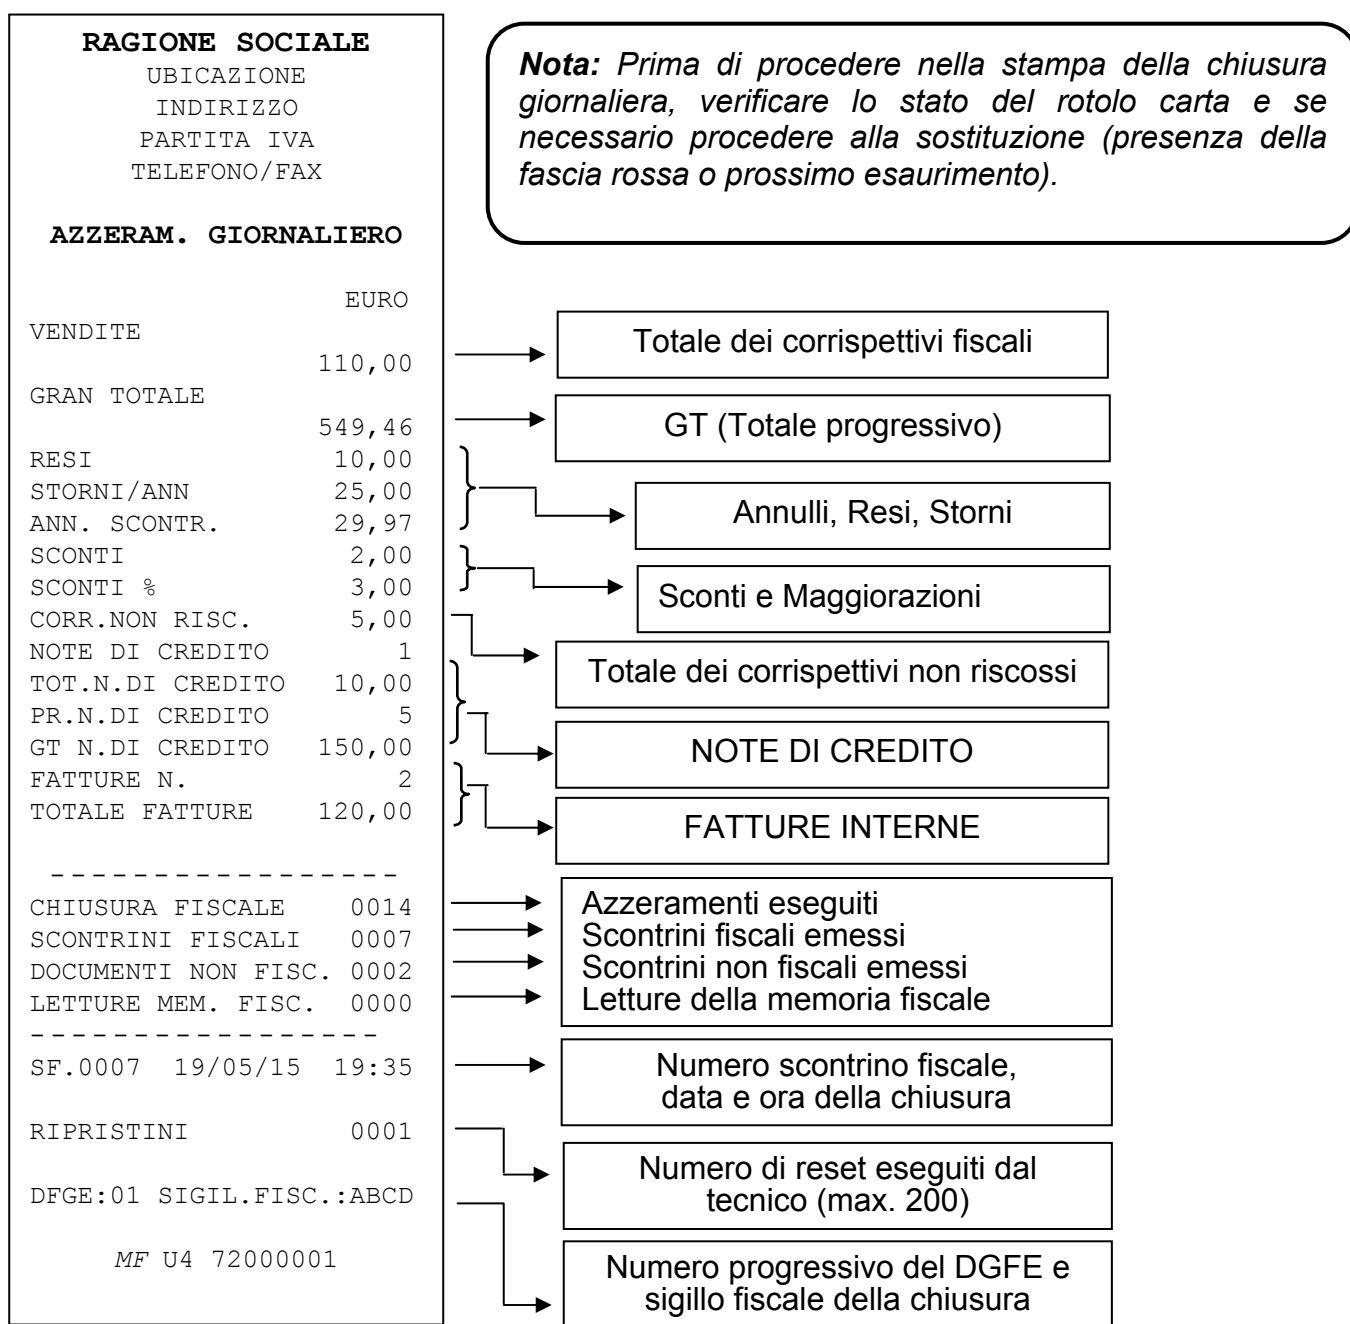 RAGIONE SOCIALE
UBICAZIONE
INDIRIZZO
PARTITA IVA
TELEFONO/FAX
AZZERAM. GIORNALIERO
EURO
VENDITE
110,00
GRAN TOTALE
549,46
RESI 10,00
STORNI/ANN 25,00
ANN. SCONTR. 29,97
SCONTI 2,00
SCONTI % 3,00
CORR.NON RISC. 5,00
NOTE DI CREDITO 1
TOT.N.DI CREDITO 10,00
PR.N.DI CREDITO 5
GT N.DI CREDITO 150,00
FATTURE N. 2
TOTALE FATTURE 120,00
- - - - - - - - - - - - - - - - -
CHIUSURA FISCALE 0014
SCONTRINI FISCALI 0007
DOCUMENTI NON FISC. 0002
LETTURE MEM. FISC. 0000
- - - - - - - - - - - - - - - - -
SF.0007 19/05/15 19:35
RIPRISTINI 0001
DFGE:01 SIGIL.FISC.:ABCD
MF U4 72000001
Nota: Prima di procedere nella stampa della chiusura
giornaliera, verificare lo stato del rotolo carta e se
necessario procedere alla sostituzione (presenza della
fascia rossa o prossimo esaurimento).
Totale dei corrispettivi fiscali
GT (Totale progressivo)
Annulli, Resi, Storni
Sconti e Maggiorazioni
Totale dei corrispettivi non riscossi
NOTE DI CREDITO
FATTURE INTERNE
Azzeramenti eseguiti
Scontrini fiscali emessi
Scontrini non fiscali emessi
Letture della memoria fiscale
Numero scontrino fiscale,
data e ora della chiusura
Numero di reset eseguiti dal
tecnico (max. 200)
Numero progressivo del DGFE e
sigillo fiscale della chiusura